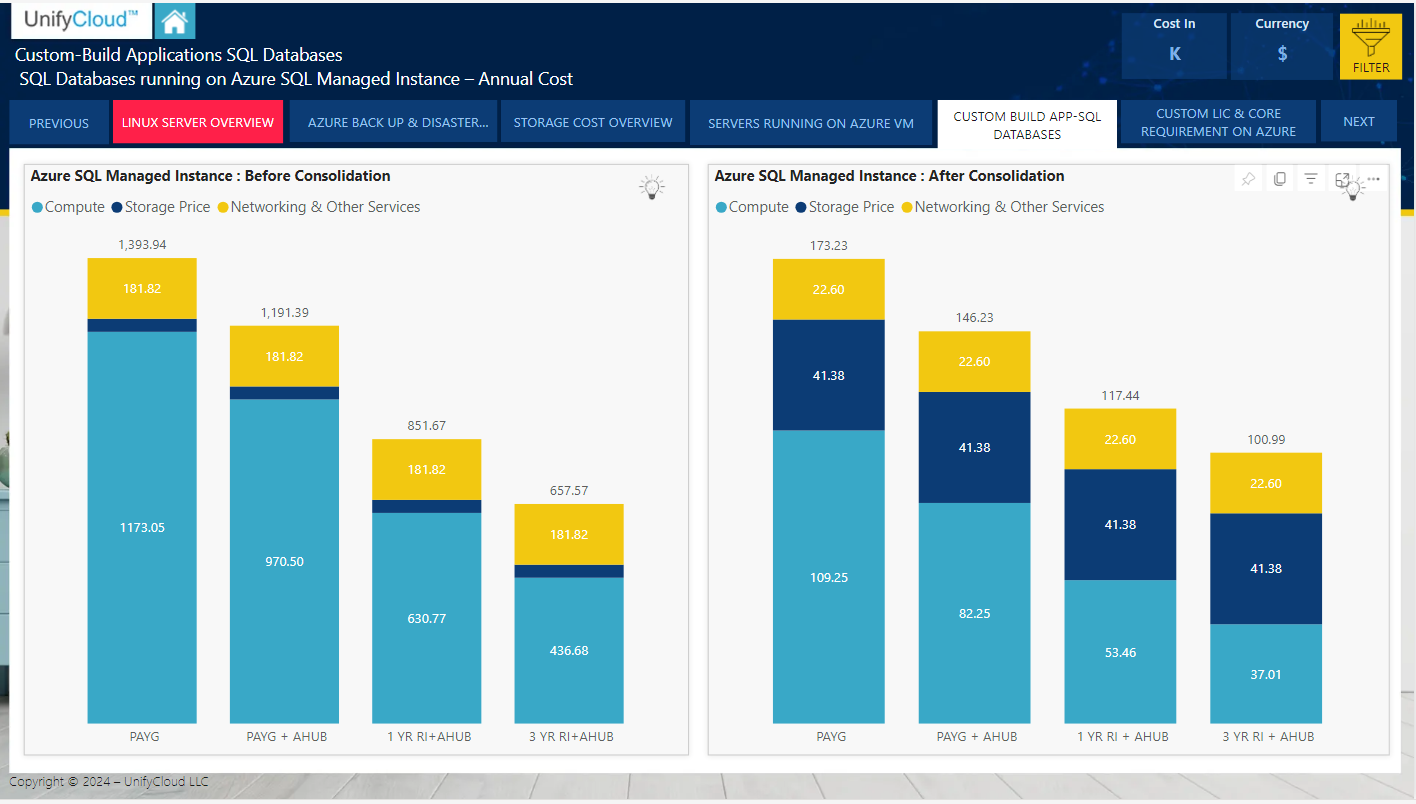 UnifyCloud™
Custom-Build Applications SQL Databases
SQL Databases running on Azure SQL Managed Instance – Annual Cost
Cost In
K
Currency
$
FILTER
PREVIOUS
LINUX SERVER OVERVIEW
AZURE BACK UP & DISASTER...
STORAGE COST OVERVIEW
SERVERS RUNNING ON AZURE VM
CUSTOM BUILD APP-SQL
DATABASES
CUSTOM LIC & CORE
REQUIREMENT ON AZURE
NEXT
Azure SQL Managed Instance : Before Consolidation
Compute Storage Price Networking & Other Services
1,393.94
181.82
1173.05
1,191.39
181.82
970.50
851.67
181.82
630.77
657.57
181.82
436.68
PAYG
PAYG + AHUB
1 YR RI+AHUB
3 YR RI+AHUB
Azure SQL Managed Instance : After Consolidation
Compute Storage Price Networking & Other Services
173.23
22.60
41.38
109.25
146.23
22.60
41.38
82.25
117.44
22.60
41.38
53.46
100.99
22.60
41.38
37.01
PAYG
PAYG + AHUB
1 YR RI + AHUB
3 YR RI + AHUB
Copyright © 2024 – UnifyCloud LLC